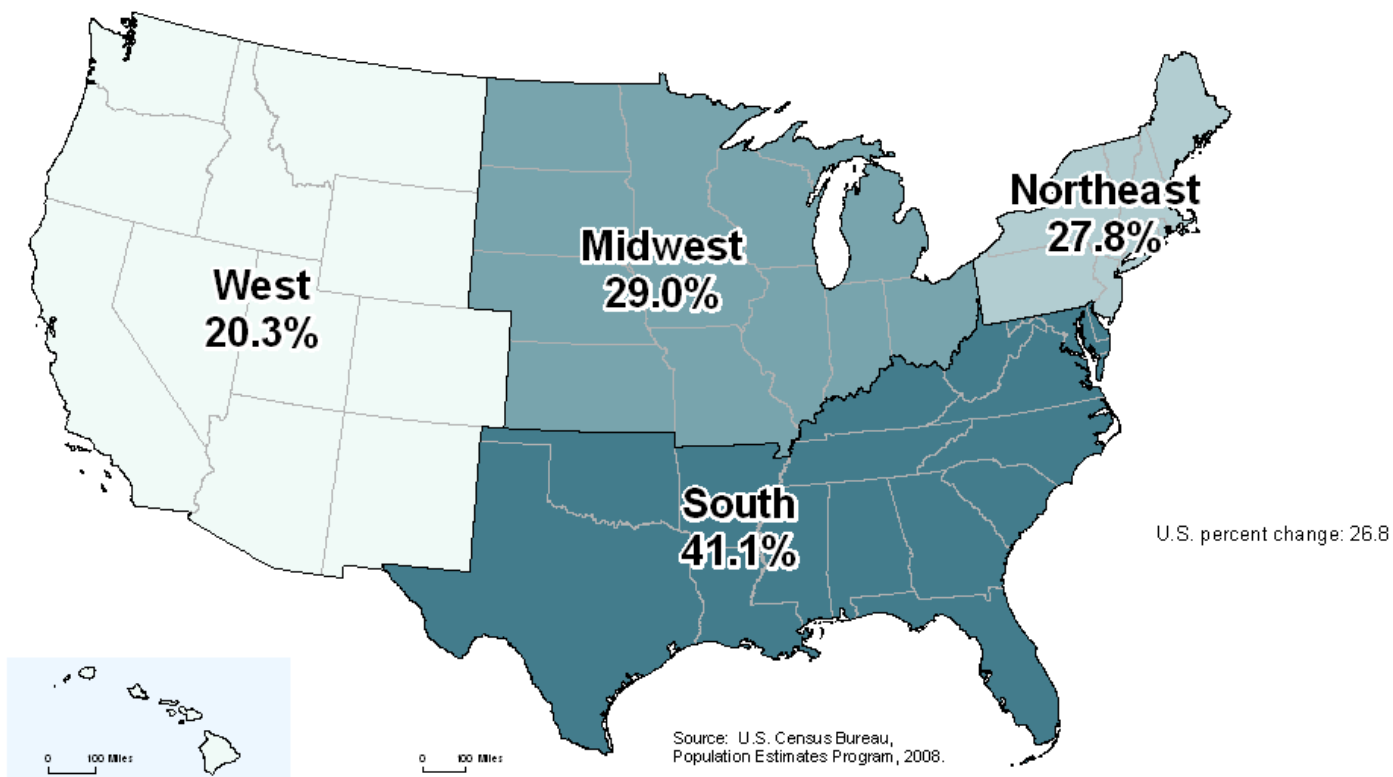 Northeast
27.8%
Midwest
29.0%
West
20.3%
South
41.1%
U.S. percent change: 26.8
Source: U.S. Census Bureau,
Population Estimates Program, 2008.
0 100 Miles
0 100 Miles